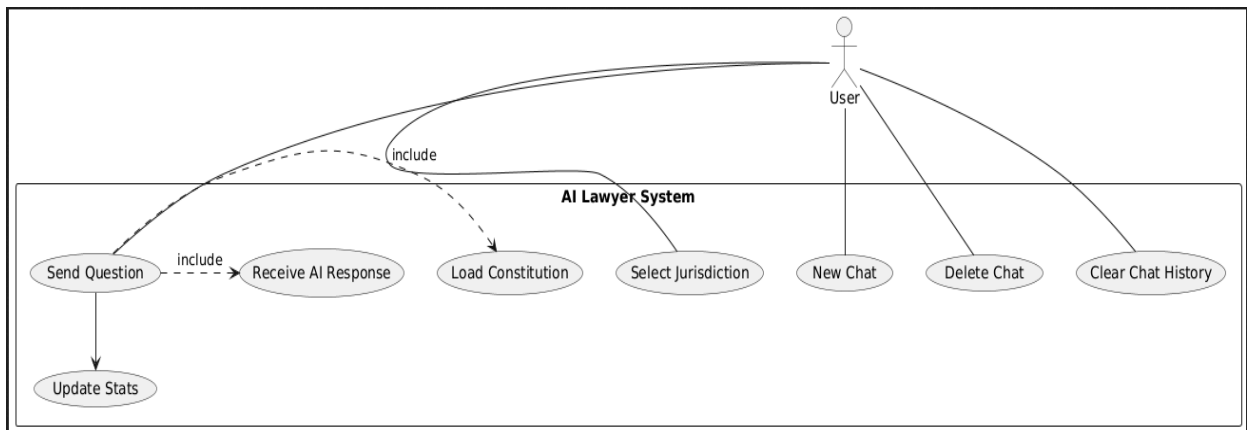 User
include
AI Lawyer System
include
Send Question
Receive AI Response
Load Constitution
Select Jurisdiction
New Chat
Delete Chat
Clear Chat History
Update Stats